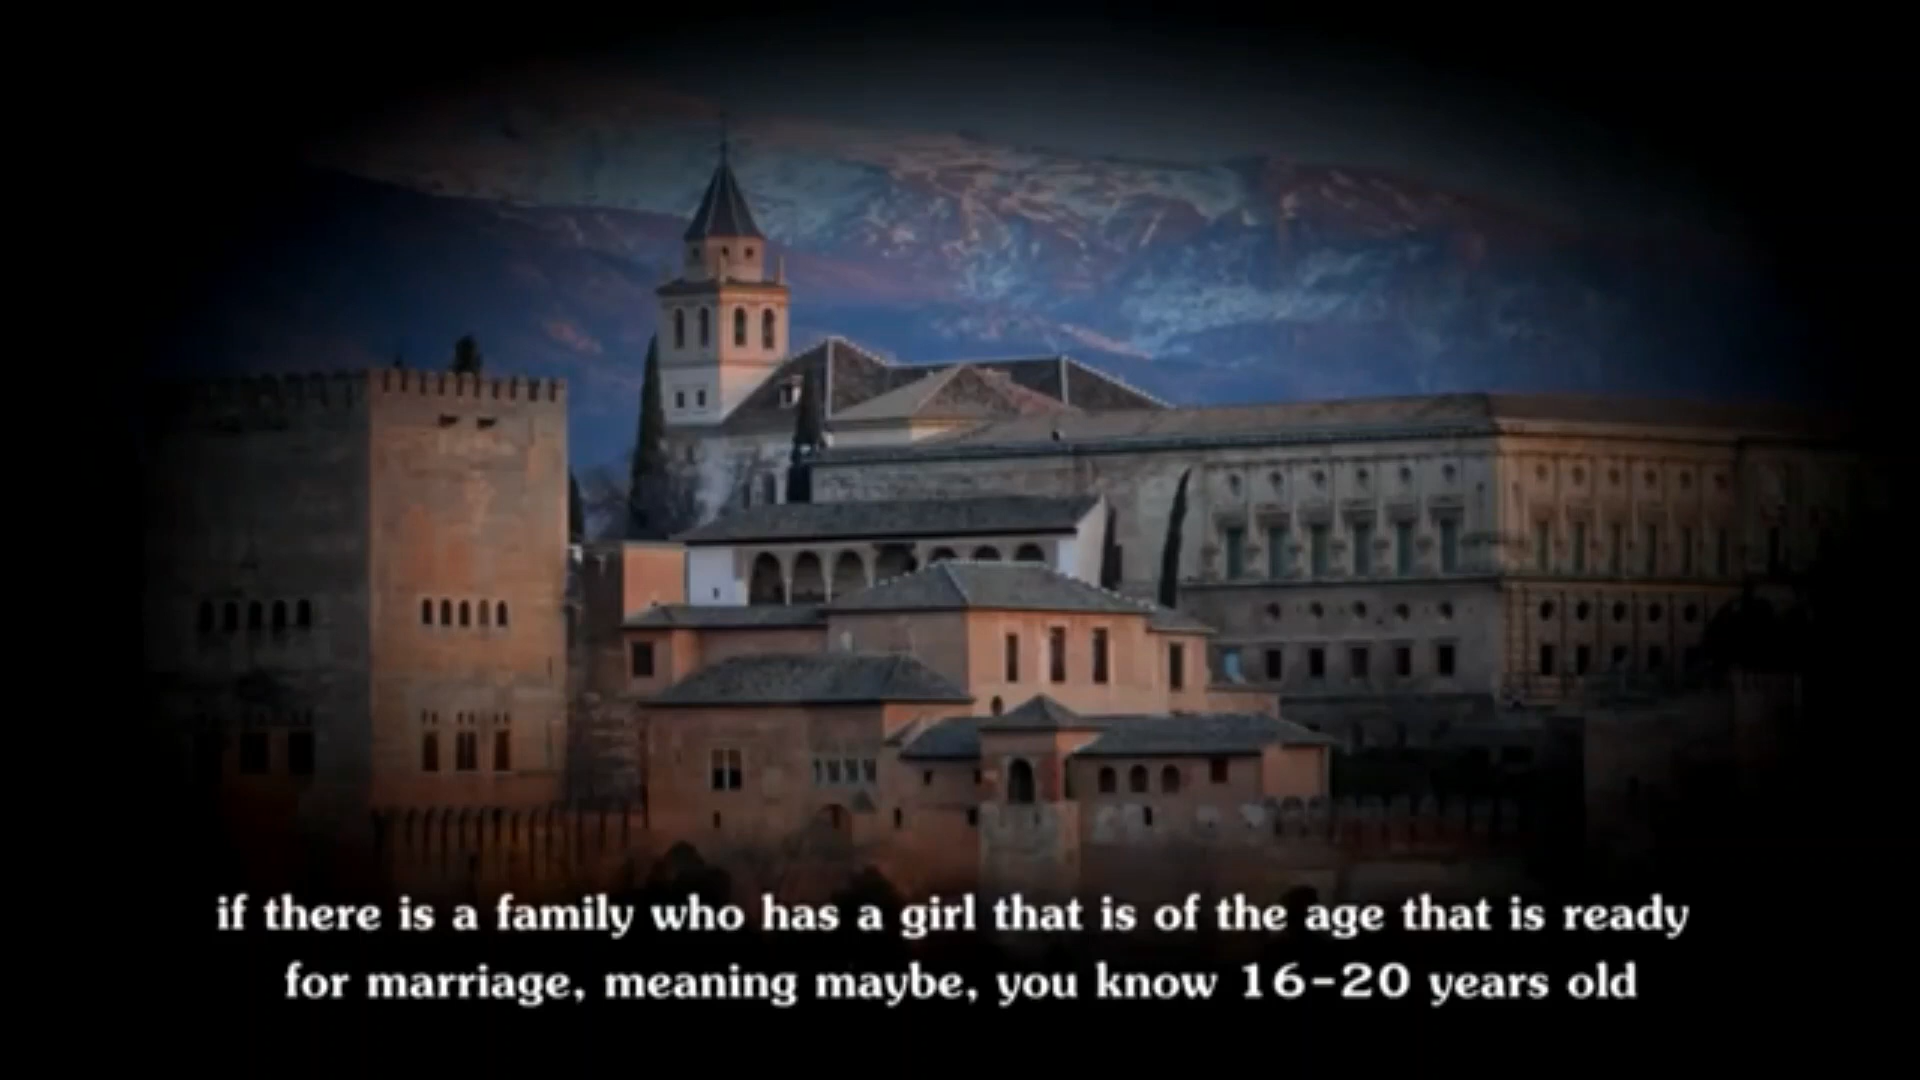 if there is a family who has a girl that is of the age that is ready
for marriage, meaning maybe, you know 16-20 years old